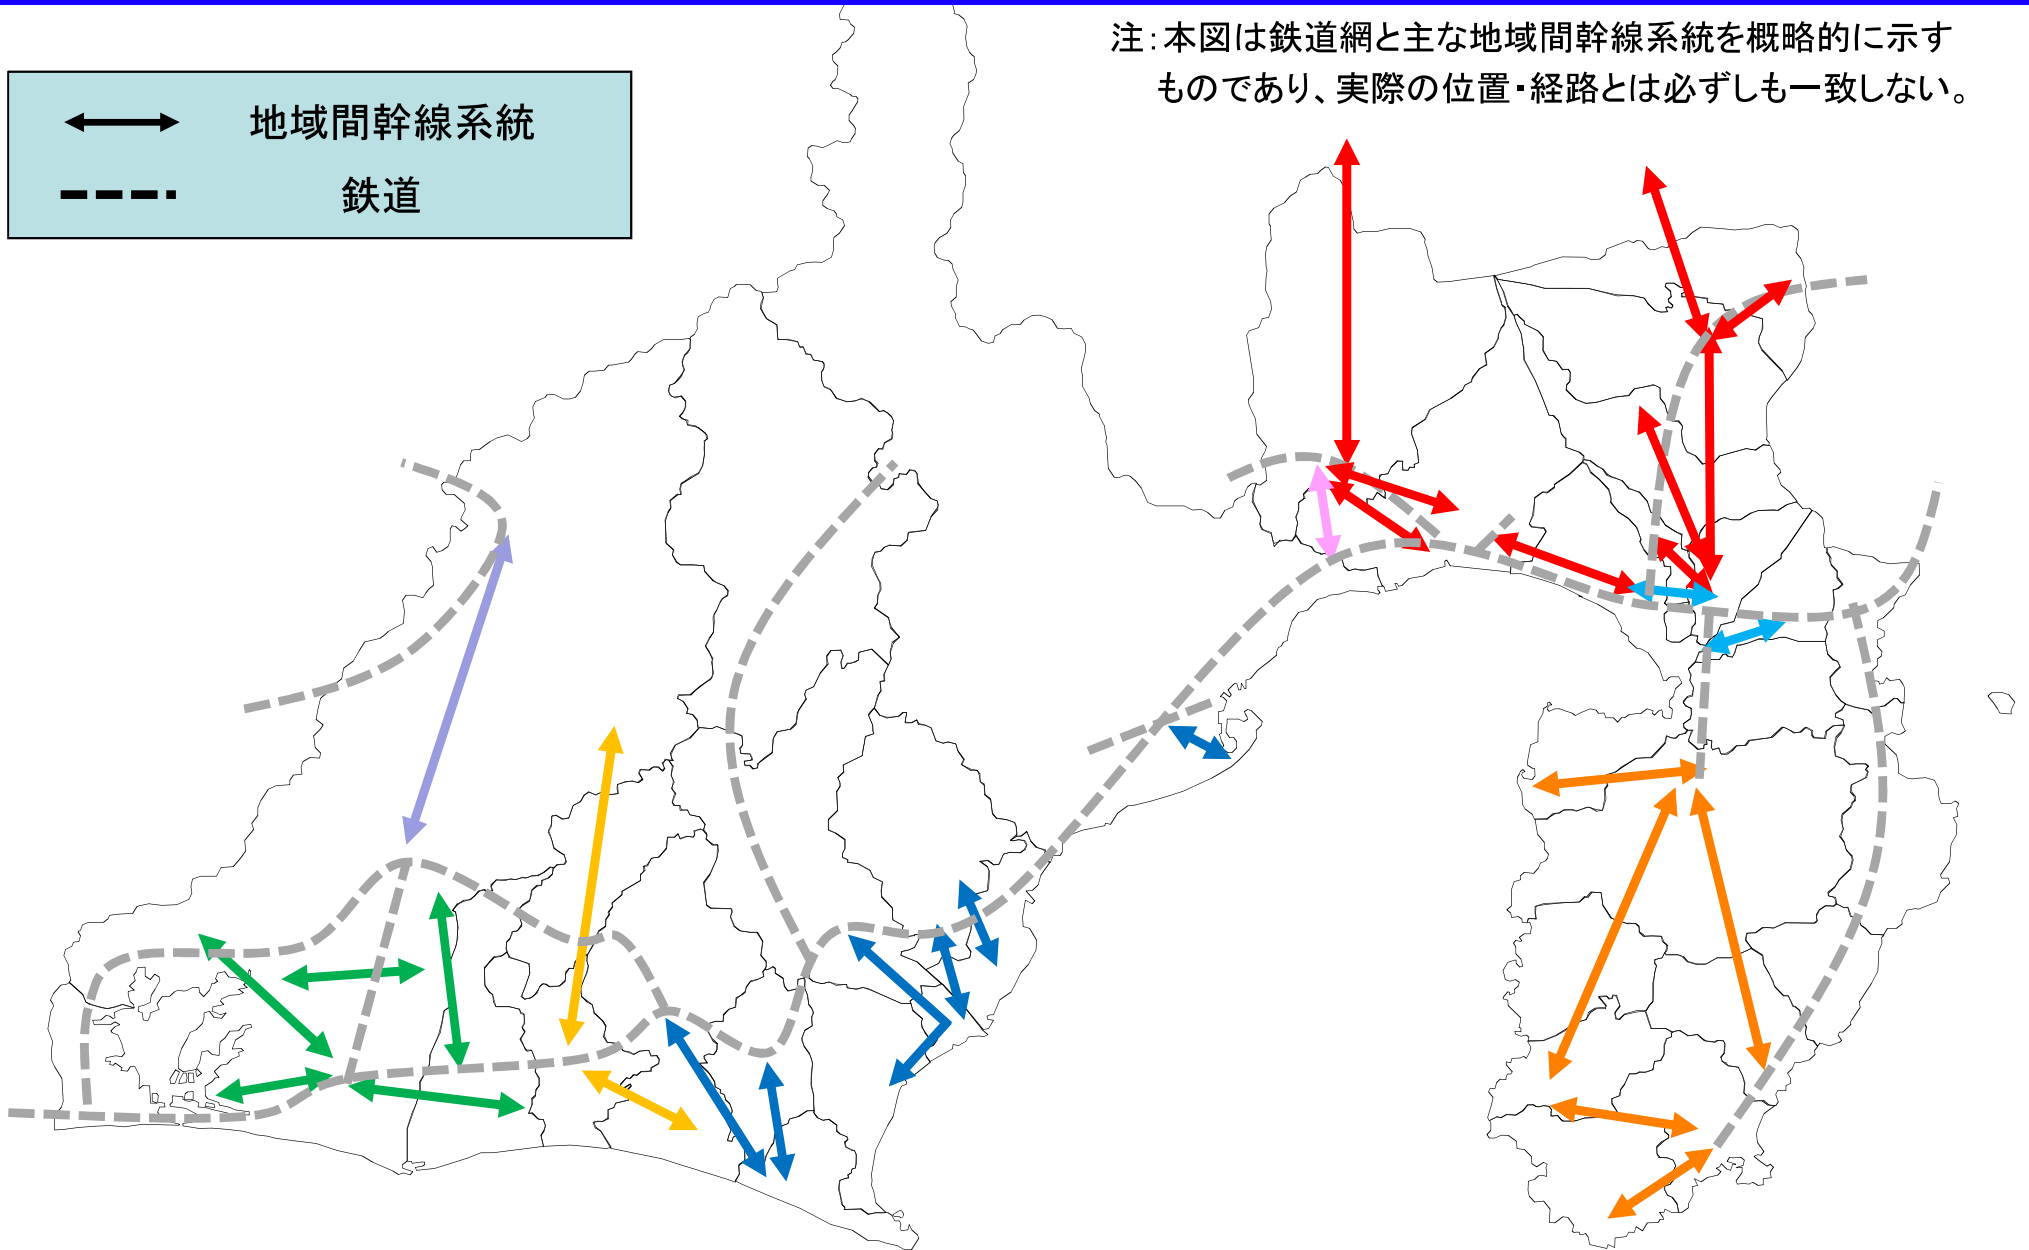 注：本図は鉄道網と主な地域間幹線系統を概略的に示す
ものであり、実際の位置・経路とは必ずしも一致しない。
地域間幹線系統
鉄道